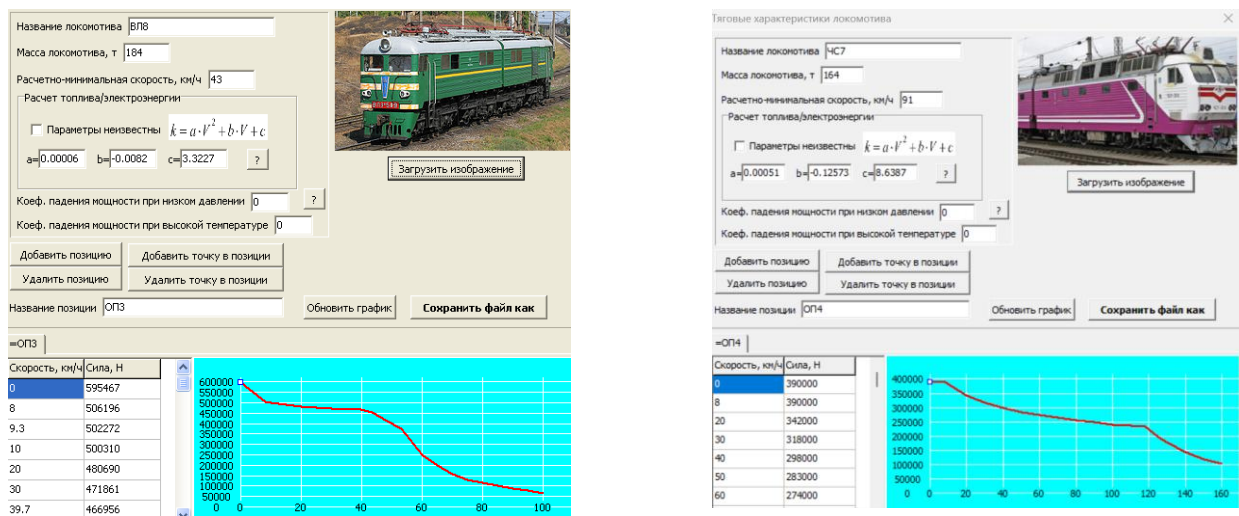 Название локомотива ВЛ8
Масса локомотива, т 184
Расчетно-минимальная скорость, км/ч 43
Расчет топлива/электроэнергии
Параметры неизвестны k = a·V² + b·V + c
a= 0.00006 b= -0.0082 c= 3.3227 ?
Загрузить изображение
Коеф. падения мощности при низком давлении 0 ?
Коеф. падения мощности при высокой температуре 0
Добавить позицию Добавить точку в позиции
Удалить позицию Удалить точку в позиции
Название позиции ОП3 Обновить график Сохранить файл как
=ОП3
Скорость, км/ч Сила, Н
0 595467
8 506196
9.3 502272
10 500310
20 480690
30 471861
39.7 466956
600000
550000
500000
450000
400000
350000
300000
250000
200000
150000
100000
50000
0 0 20 40 60 80 100
Тяговые характеристики локомотива
Название локомотива ЧС7
Масса локомотива, т 164
Расчетно-минимальная скорость, км/ч 91
Расчет топлива/электроэнергии
Параметры неизвестны k = a·V² + b·V + c
a= 0.00051 b= -0.12573 c= 8.6387 ?
Загрузить изображение
Коеф. падения мощности при низком давлении 0 ?
Коеф. падения мощности при высокой температуре 0
Добавить позицию Добавить точку в позиции
Удалить позицию Удалить точку в позиции
Название позиции ОП4 Обновить график Сохранить файл как
=ОП4
Скорость, км/ч Сила, Н
0 390000
8 390000
20 342000
30 318000
40 298000
50 283000
60 274000
400000
350000
300000
250000
200000
150000
100000
50000
0 0 20 40 60 80 100 120 140 160